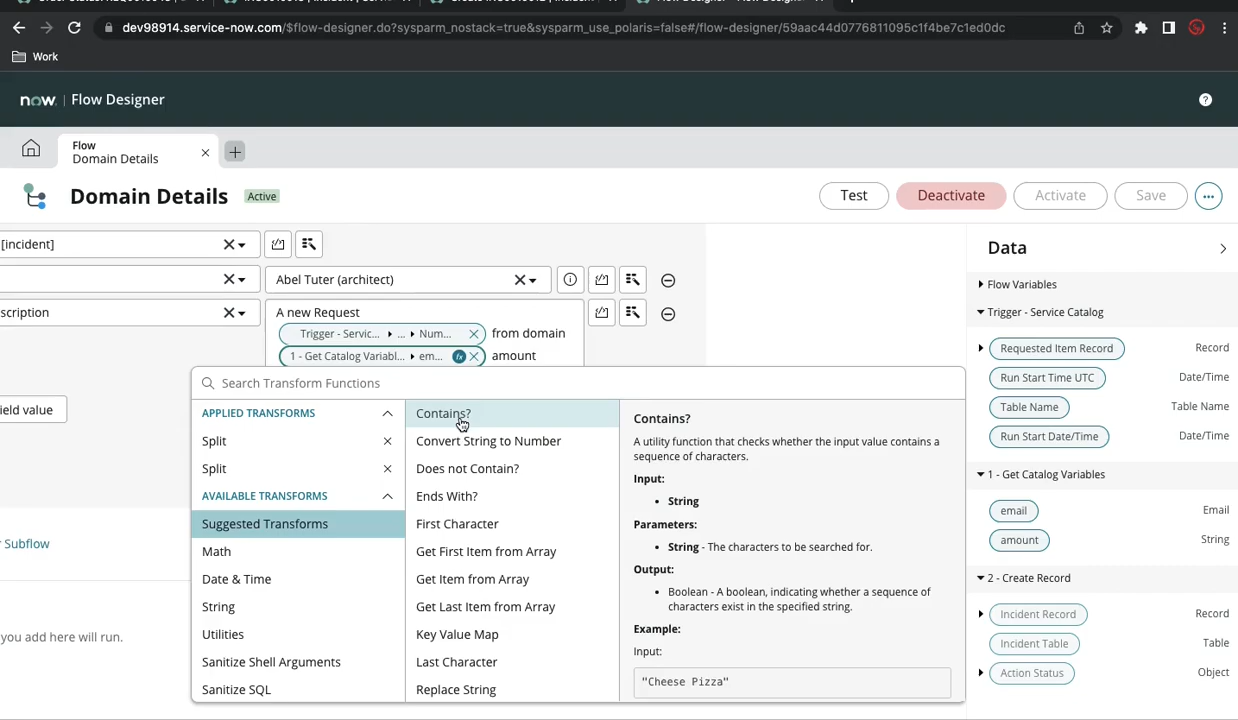 dev98914.service-now.com/$flow-designer.do?sysparm_nostack=true&sysparm_use_polaris=false#/flow-designer/59aac44d0776811095c1f4be7c1ed0dc
Work
now. | Flow Designer
Flow
Domain Details
Domain Details Active
Test Deactivate Activate Save
[incident]
Abel Tuter (architect)
scription
A new Request
Trigger - Servic... ▸ ... ▸ Num... from domain
1 - Get Catalog Variabl... ▸ em... fx amount
ield value
Subflow
you add here will run.
Search Transform Functions
APPLIED TRANSFORMS
Split
Split
AVAILABLE TRANSFORMS
Suggested Transforms
Math
Date & Time
String
Utilities
Sanitize Shell Arguments
Sanitize SQL
Contains?
Convert String to Number
Does not Contain?
Ends With?
First Character
Get First Item from Array
Get Item from Array
Get Last Item from Array
Key Value Map
Last Character
Replace String
Contains?
A utility function that checks whether the input value contains a
sequence of characters.
Input:
• String
Parameters:
• String - The characters to be searched for.
Output:
• Boolean - A boolean, indicating whether a sequence of
characters exist in the specified string.
Example:
Input:
"Cheese Pizza"
Data
Flow Variables
Trigger - Service Catalog
Requested Item Record Record
Run Start Time UTC Date/Time
Table Name Table Name
Run Start Date/Time Date/Time
1 - Get Catalog Variables
email Email
amount String
2 - Create Record
Incident Record Record
Incident Table Table
Action Status Object